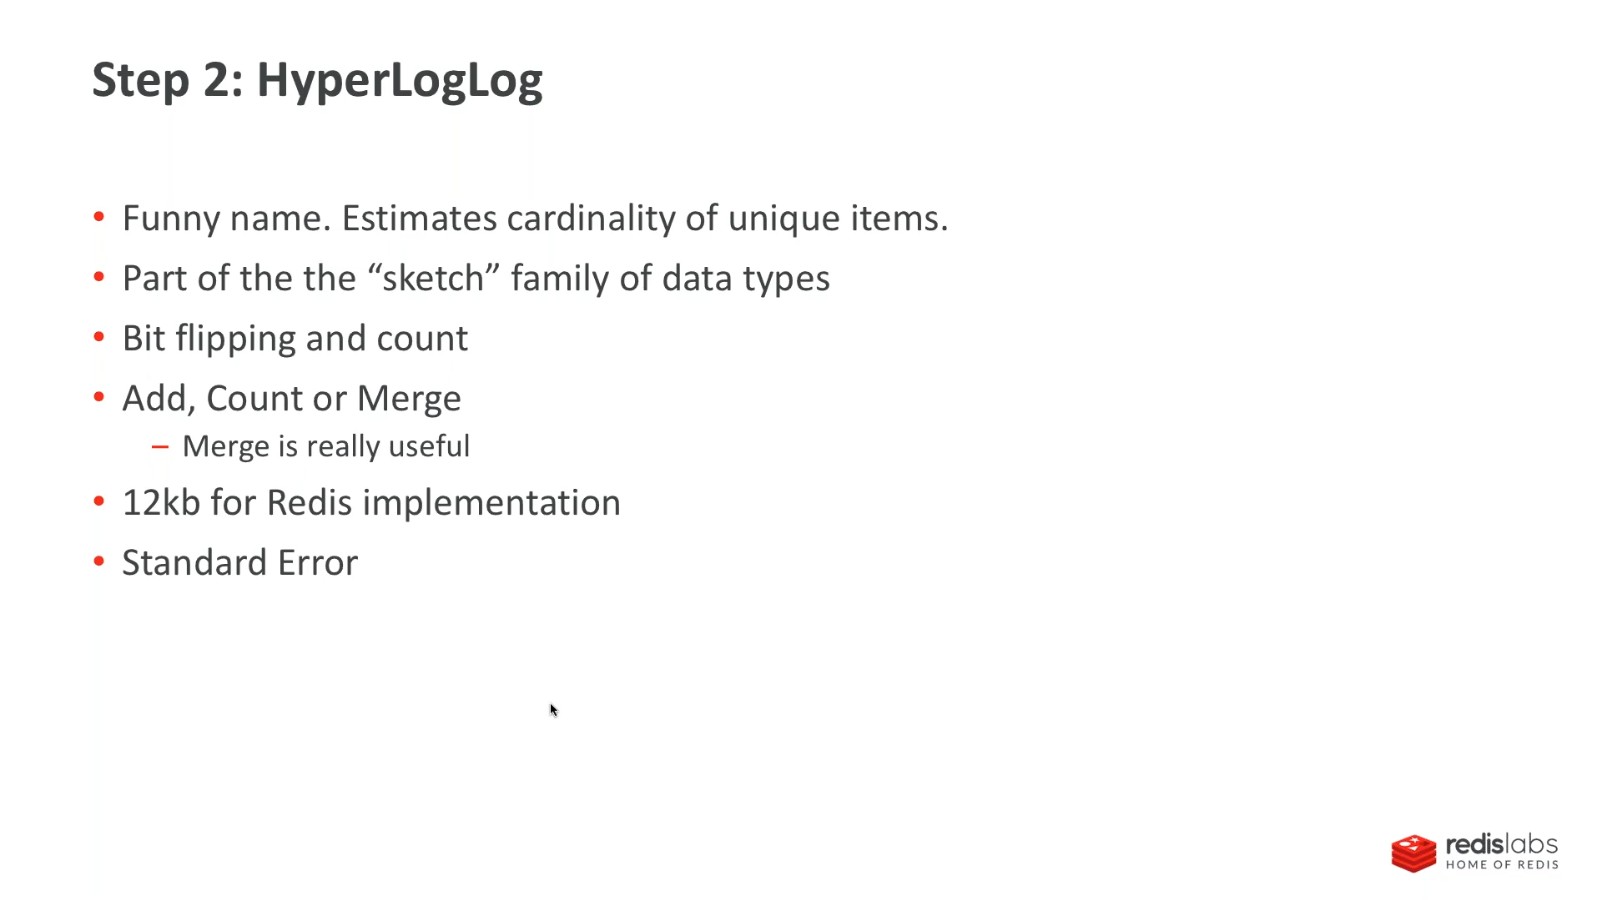 Step 2: HyperLogLog
• Funny name. Estimates cardinality of unique items.
• Part of the the “sketch” family of data types
• Bit flipping and count
• Add, Count or Merge
– Merge is really useful
• 12kb for Redis implementation
• Standard Error
redislabs
HOME OF REDIS